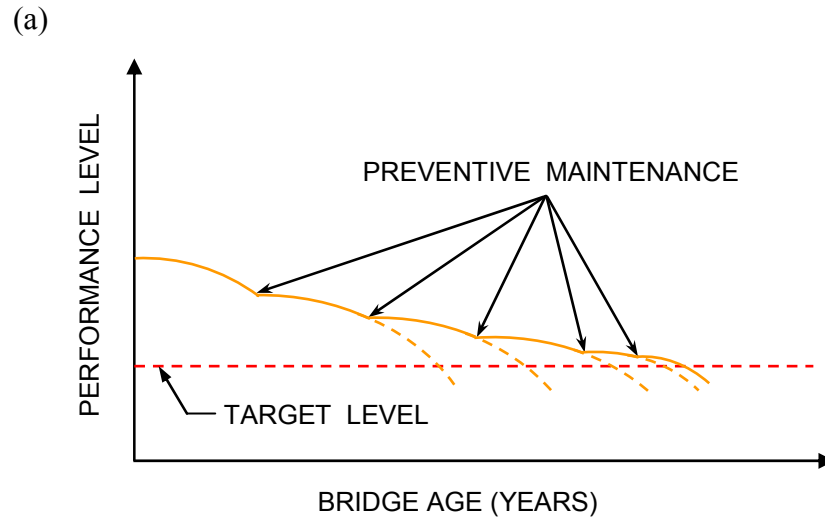 (a)
PREVENTIVE MAINTENANCE
PERFORMANCE LEVEL
TARGET LEVEL
BRIDGE AGE (YEARS)